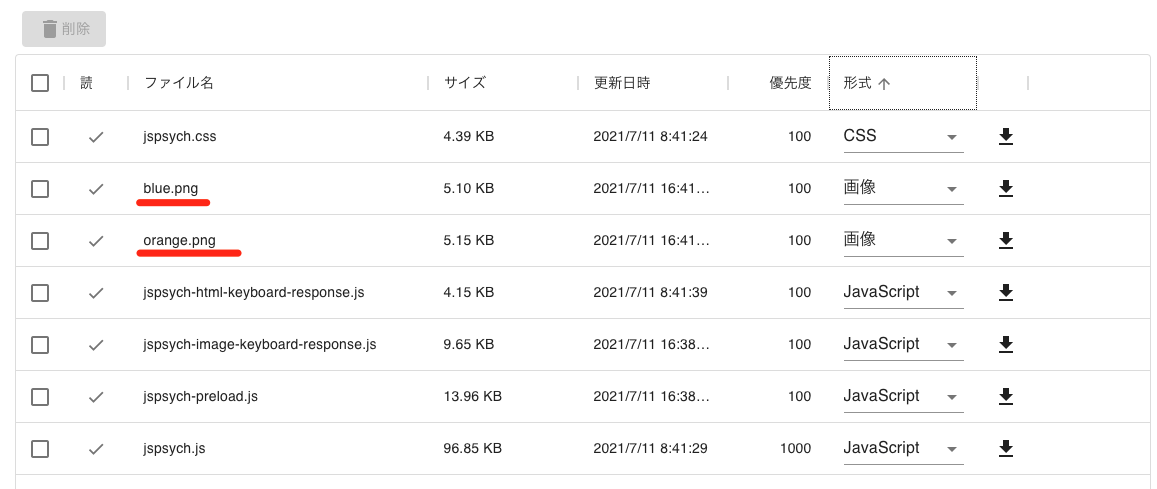 削除
読 ファイル名 サイズ 更新日時 優先度 形式
jspsych.css 4.39 KB 2021/7/11 8:41:24 100 CSS
blue.png 5.10 KB 2021/7/11 16:41… 100 画像
orange.png 5.15 KB 2021/7/11 16:41… 100 画像
jspsych-html-keyboard-response.js 4.15 KB 2021/7/11 8:41:39 100 JavaScript
jspsych-image-keyboard-response.js 9.65 KB 2021/7/11 16:38… 100 JavaScript
jspsych-preload.js 13.96 KB 2021/7/11 16:38… 100 JavaScript
jspsych.js 96.85 KB 2021/7/11 8:41:29 1000 JavaScript